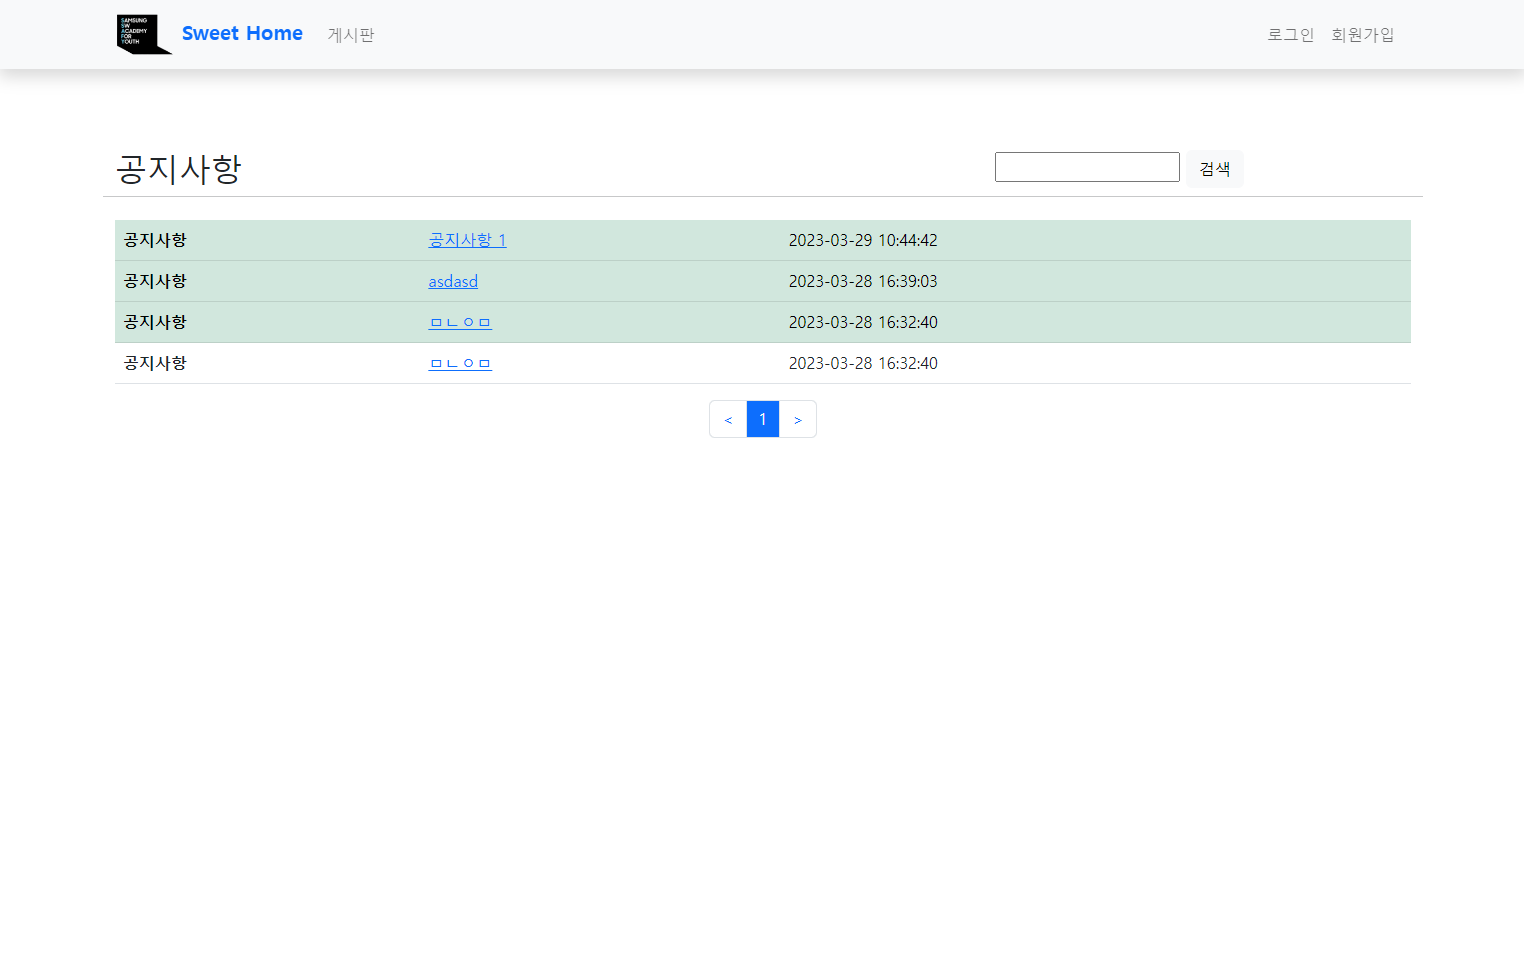 SAMSUNG
SW
ACADEMY
FOR
YOUTH
Sweet Home 게시판 로그인 회원가입
공지사항 검색
공지사항 공지사항 1 2023-03-29 10:44:42
공지사항 asdasd 2023-03-28 16:39:03
공지사항 ㅁㄴㅇㅁ 2023-03-28 16:32:40
공지사항 ㅁㄴㅇㅁ 2023-03-28 16:32:40
< 1 >